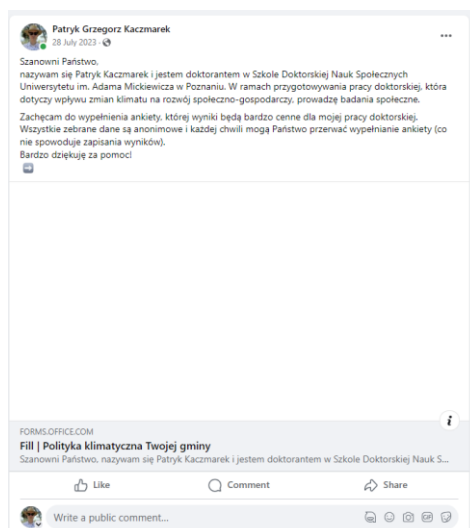 Patryk Grzegorz Kaczmarek
28 July 2023 ·
Szanowni Państwo,
nazywam się Patryk Kaczmarek i jestem doktorantem w Szkole Doktorskiej Nauk Społecznych
Uniwersytetu im. Adama Mickiewicza w Poznaniu. W ramach przygotowywania pracy doktorskiej, która
dotyczy wpływu zmian klimatu na rozwój społeczno-gospodarczy, prowadzę badania społeczne.
Zachęcam do wypełnienia ankiety, której wyniki będą bardzo cenne dla mojej pracy doktorskiej.
Wszystkie zebrane dane są anonimowe i każdej chwili mogą Państwo przerwać wypełnianie ankiety (co
nie spowoduje zapisania wyników).
Bardzo dziękuję za pomoc!
i
FORMS.OFFICE.COM
Fill | Polityka klimatyczna Twojej gminy
Szanowni Państwo, nazywam się Patryk Kaczmarek i jestem doktorantem w Szkole Doktorskiej Nauk S...
Like Comment Share
Write a public comment...